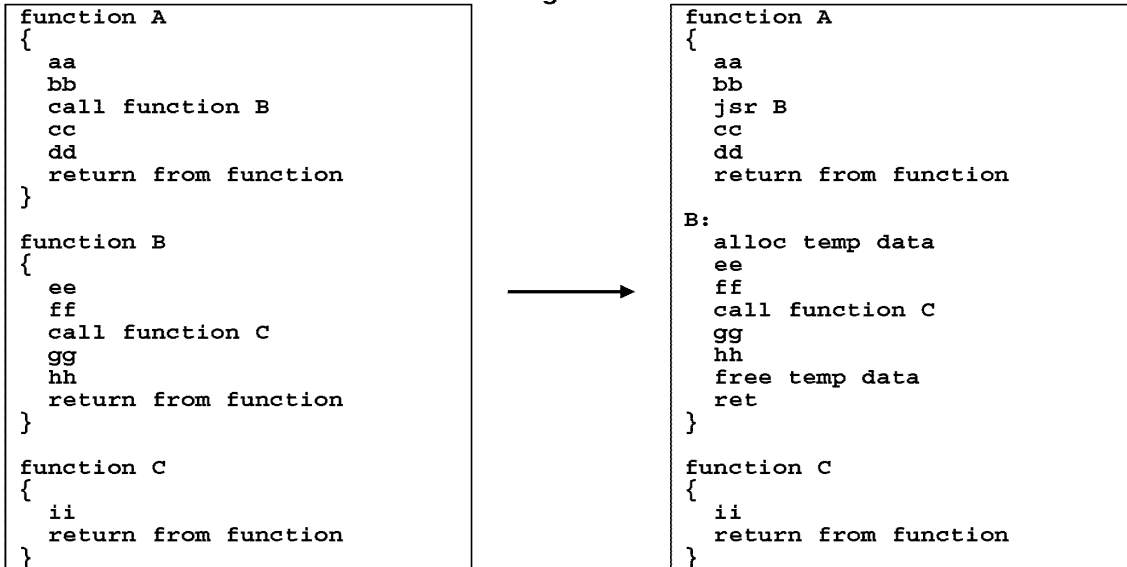 function A
{
aa
bb
call function B
cc
dd
return from function
}
function B
{
ee
ff
call function C
gg
hh
return from function
}
function C
{
ii
return from function
}
function A
{
aa
bb
jsr B
cc
dd
return from function
B:
alloc temp data
ee
ff
call function C
gg
hh
free temp data
ret
}
function C
{
ii
return from function
}